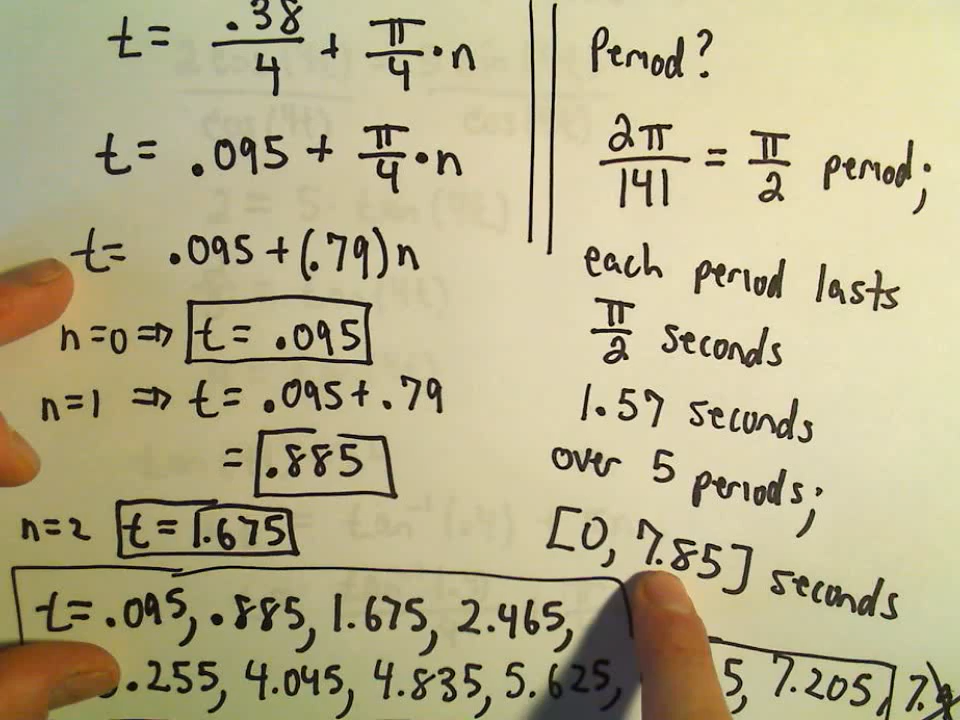 t = .38/4 + π/4 · n
t = .095 + π/4 · n
t = .095 + (.79)n
n=0 ⇒ t = .095
n=1 ⇒ t = .095 + .79
= .885
n=2 t = 1.675
t = .095, .885, 1.675, 2.465,
.255, 4.045, 4.835, 5.625, 5, 7.205, 7.
Period?
2π/|4| = π/2 period;
each period lasts
π/2 seconds
1.57 seconds
over 5 periods;
[0, 7.85] seconds